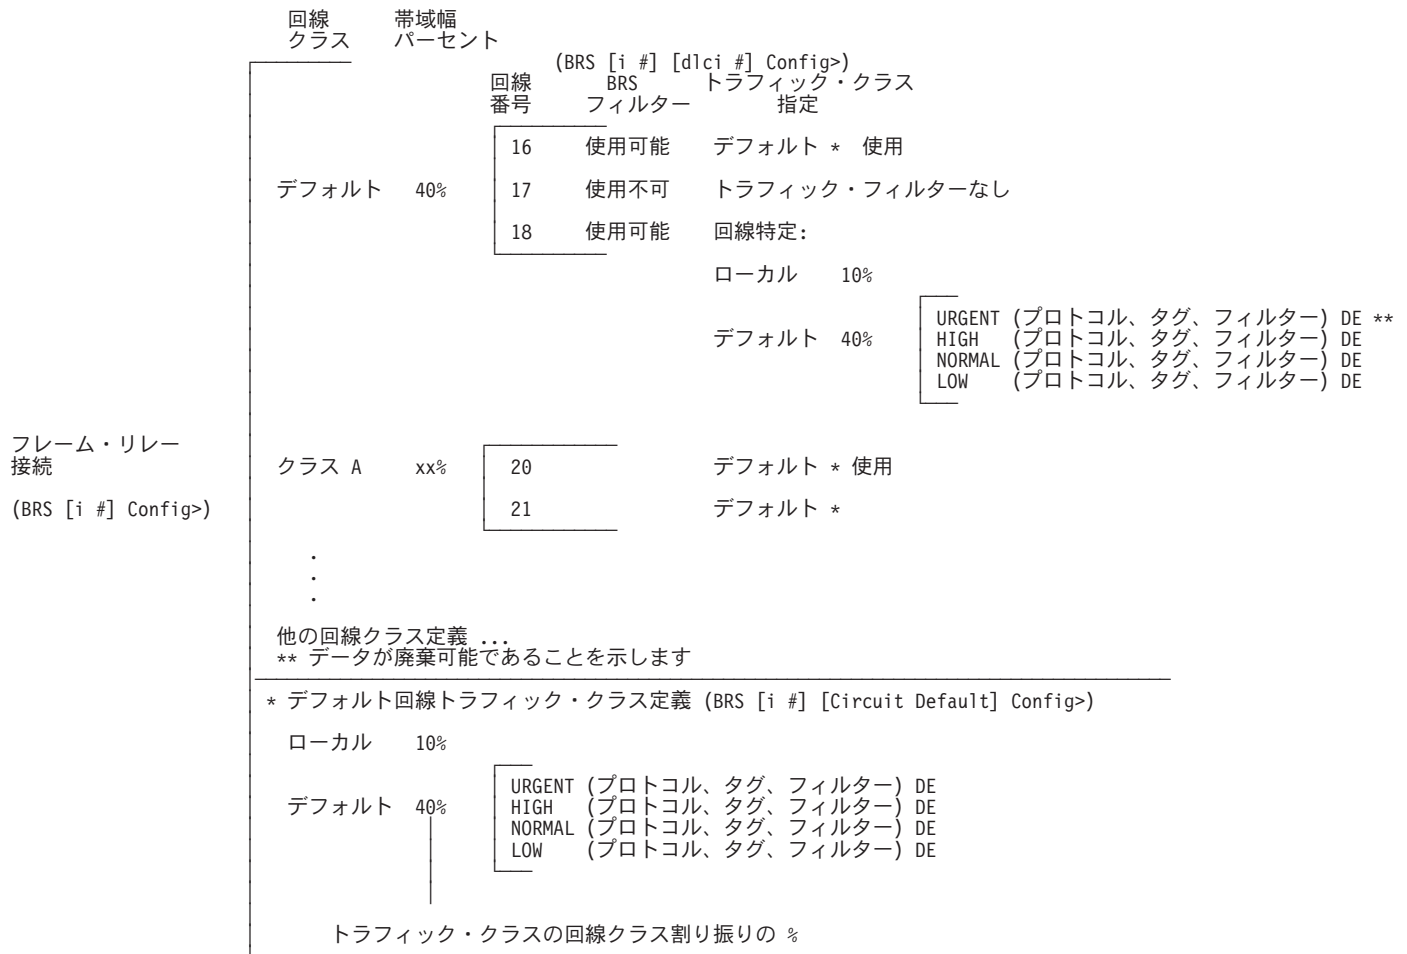 回線 帯域幅
クラス パーセント
(BRS [i #] [dlci #] Config>)
回線 BRS トラフィック・クラス
番号 フィルター 指定
16 使用可能 デフォルト * 使用
デフォルト 40% 17 使用不可 トラフィック・フィルターなし
18 使用可能 回線特定:
ローカル 10%
URGENT (プロトコル、タグ、フィルター) DE **
デフォルト 40% HIGH (プロトコル、タグ、フィルター) DE
NORMAL (プロトコル、タグ、フィルター) DE
LOW (プロトコル、タグ、フィルター) DE
フレーム・リレー
接続 クラス A xx% 20 デフォルト * 使用
(BRS [i #] Config>) 21 デフォルト *
.
.
.
他の回線クラス定義 ...
** データが廃棄可能であることを示します
* デフォルト回線トラフィック・クラス定義 (BRS [i #] [Circuit Default] Config>)
ローカル 10%
URGENT (プロトコル、タグ、フィルター) DE
デフォルト 40% HIGH (プロトコル、タグ、フィルター) DE
NORMAL (プロトコル、タグ、フィルター) DE
LOW (プロトコル、タグ、フィルター) DE
トラフィック・クラスの回線クラス割り振りの %